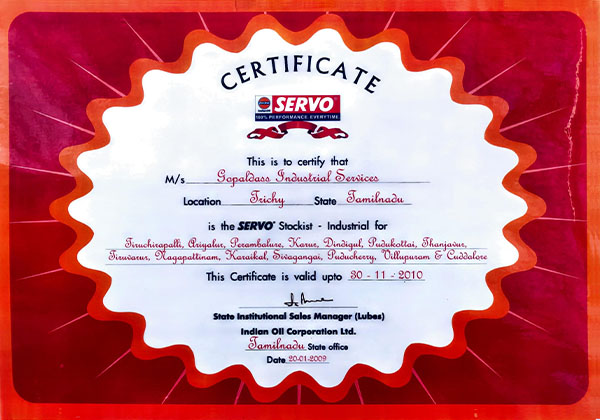 CERTIFICATE
SERVO
100% PERFORMANCE EVERYTIME
This is to certify that
M/s Gopaldass Industrial Services
Location Trichy State Tamilnadu
is the SERVO Stockist - Industrial for
Tiruchirapalli, Ariyalur, Perambalure, Karur, Dindigul, Pudukottai, Thanjavur,
Tiruvarur, Nagapattinam, Karaikal, Sivagangai, Puducherry, Villupuram & Cuddalore
This Certificate is valid upto 30 - 11 - 2010
State Institutional Sales Manager (Lubes)
Indian Oil Corporation Ltd.
Tamilnadu State office
Date 20-01-2009